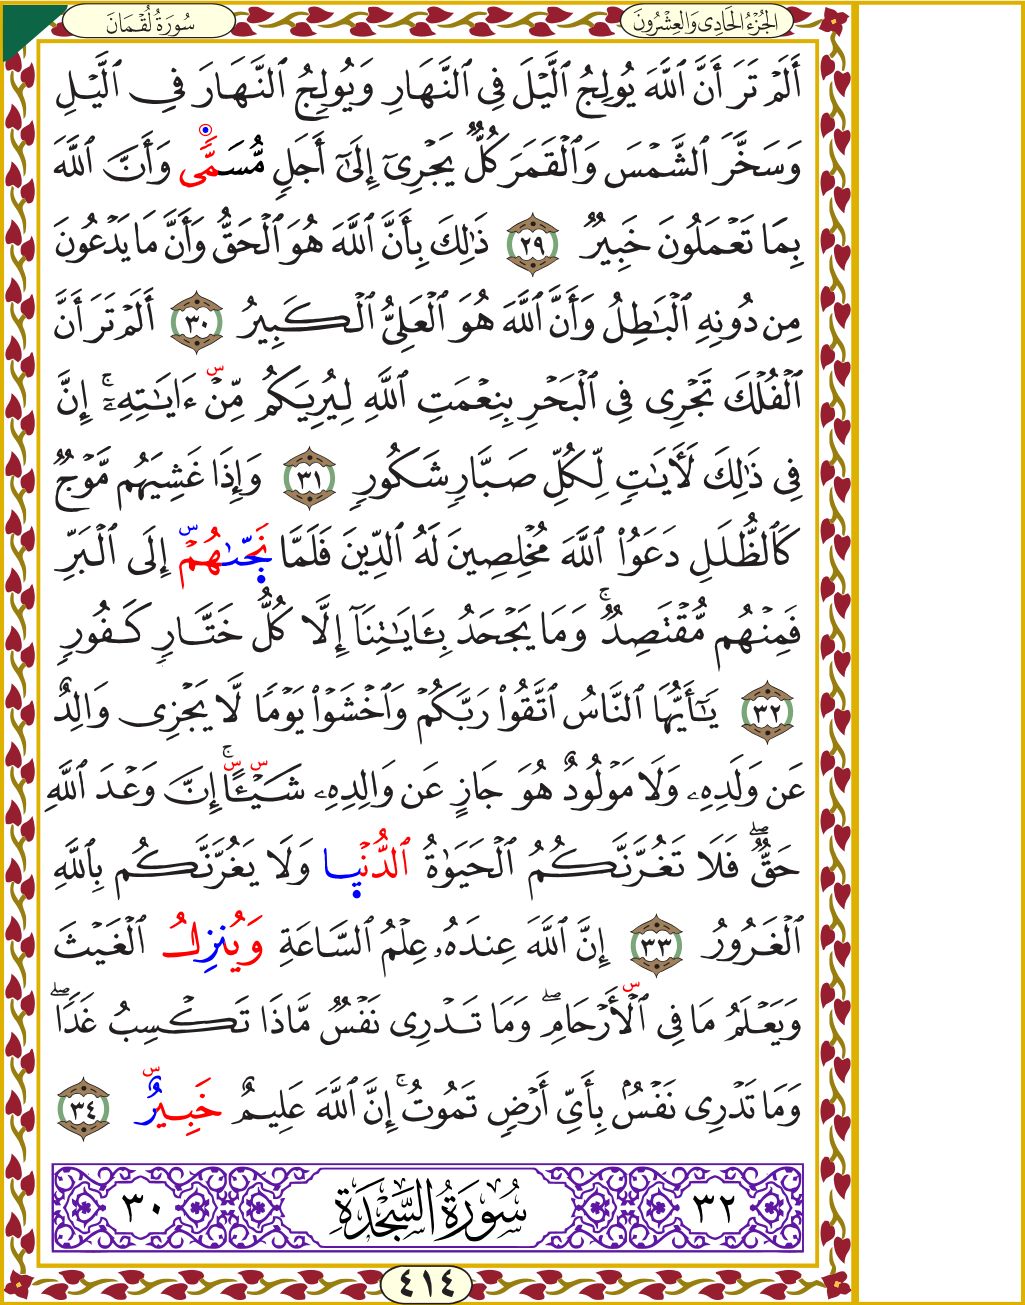 سُورَةُ لُقْمَانَ
الجُزْءُ الحَادِى وَالعِشْرُونَ
أَلَمْ تَرَ أَنَّ ٱللَّهَ يُولِجُ ٱلَّيْلَ فِى ٱلنَّهَارِ وَيُولِجُ ٱلنَّهَارَ فِى ٱلَّيْلِ
وَسَخَّرَ ٱلشَّمْسَ وَٱلْقَمَرَ كُلٌّ يَجْرِىٓ إِلَىٰٓ أَجَلٍ مُّسَمًّى وَأَنَّ ٱللَّهَ
بِمَا تَعْمَلُونَ خَبِيرٌ ٢٩ ذَٰلِكَ بِأَنَّ ٱللَّهَ هُوَ ٱلْحَقُّ وَأَنَّ مَا يَدْعُونَ
مِن دُونِهِ ٱلْبَٰطِلُ وَأَنَّ ٱللَّهَ هُوَ ٱلْعَلِىُّ ٱلْكَبِيرُ ٣٠ أَلَمْ تَرَ أَنَّ
ٱلْفُلْكَ تَجْرِى فِى ٱلْبَحْرِ بِنِعْمَتِ ٱللَّهِ لِيُرِيَكُم مِّنْ ءَايَٰتِهِۦٓ ۚ إِنَّ
فِى ذَٰلِكَ لَأَيَٰتٍ لِّكُلِّ صَبَّارٍ شَكُورٍ ٣١ وَإِذَا غَشِيَهُم مَّوْجٌ
كَٱلظُّلَلِ دَعَوُا۟ ٱللَّهَ مُخْلِصِينَ لَهُ ٱلدِّينَ فَلَمَّا نَجَّىٰهُمْ إِلَى ٱلْبَرِّ
فَمِنْهُم مُّقْتَصِدٌ ۚ وَمَا يَجْحَدُ بِـَٔايَٰتِنَآ إِلَّا كُلُّ خَتَّارٍ كَفُورٍ
٣٢ يَٰٓأَيُّهَا ٱلنَّاسُ ٱتَّقُوا۟ رَبَّكُمْ وَٱخْشَوْا۟ يَوْمًا لَّا يَجْزِى وَالِدٌ
عَن وَلَدِهِۦ وَلَا مَوْلُودٌ هُوَ جَازٍ عَن وَالِدِهِۦ شَيْـًٔا ۚ إِنَّ وَعْدَ ٱللَّهِ
حَقٌّ ۖ فَلَا تَغُرَّنَّكُمُ ٱلْحَيَوٰةُ ٱلدُّنْيَا وَلَا يَغُرَّنَّكُم بِٱللَّهِ
ٱلْغَرُورُ ٣٣ إِنَّ ٱللَّهَ عِندَهُۥ عِلْمُ ٱلسَّاعَةِ وَيُنزِلُ ٱلْغَيْثَ
وَيَعْلَمُ مَا فِى ٱلْأَرْحَامِ ۖ وَمَا تَدْرِى نَفْسٌ مَّاذَا تَكْسِبُ غَدًا ۖ
وَمَا تَدْرِى نَفْسٌۢ بِأَىِّ أَرْضٍ تَمُوتُ ۚ إِنَّ ٱللَّهَ عَلِيمٌ خَبِيرٌ ٣٤
٣٢ سُورَةُ السَّجْدَةِ ٣٠
٤١٤